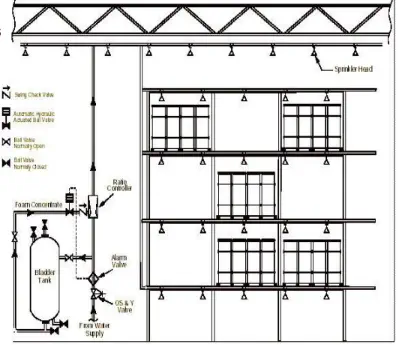 Sprinkler Head
Swing Check Valve
Automatic Hydraulic
Actuated Ball Valve
Ball Valve
Normally Open
Ball Valve
Normally Closed
Ratio
Controller
Foam Concentrate
Bladder
Tank
Alarm
Valve
OS & Y
Valve
From Water
Supply